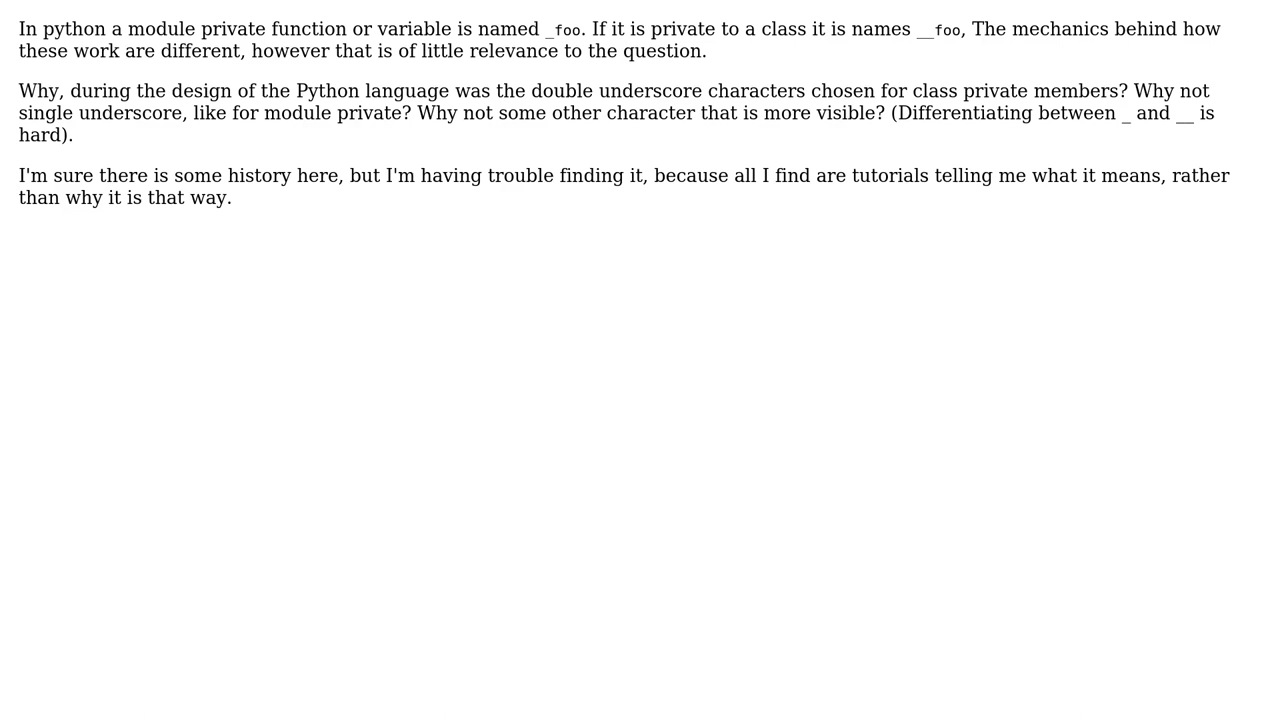 In python a module private function or variable is named _foo. If it is private to a class it is names __foo, The mechanics behind how
these work are different, however that is of little relevance to the question.
Why, during the design of the Python language was the double underscore characters chosen for class private members? Why not
single underscore, like for module private? Why not some other character that is more visible? (Differentiating between _ and __ is
hard).
I'm sure there is some history here, but I'm having trouble finding it, because all I find are tutorials telling me what it means, rather
than why it is that way.